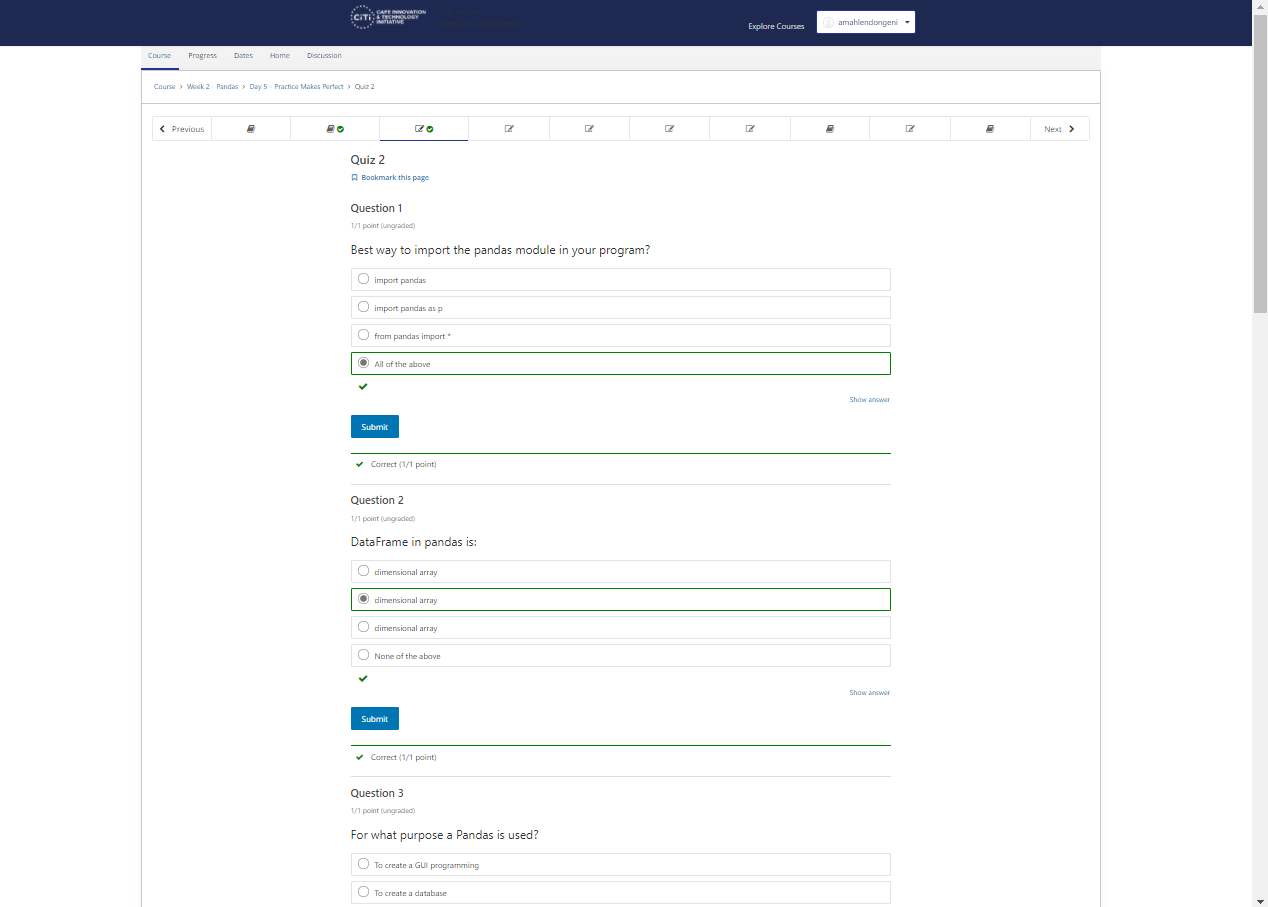 CiTi
CAPE INNOVATION
& TECHNOLOGY
INITIATIVE
Explore Courses
amahlendongeni
Course Progress Dates Home Discussion
Course > Week 2 - Pandas > Day 5 - Practice Makes Perfect > Quiz 2
Previous
Next
Quiz 2
Bookmark this page
Question 1
1/1 point (ungraded)
Best way to import the pandas module in your program?
import pandas
import pandas as p
from pandas import *
All of the above
Show answer
Submit
Correct (1/1 point)
Question 2
1/1 point (ungraded)
DataFrame in pandas is:
dimensional array
dimensional array
dimensional array
None of the above
Show answer
Submit
Correct (1/1 point)
Question 3
1/1 point (ungraded)
For what purpose a Pandas is used?
To create a GUI programming
To create a database